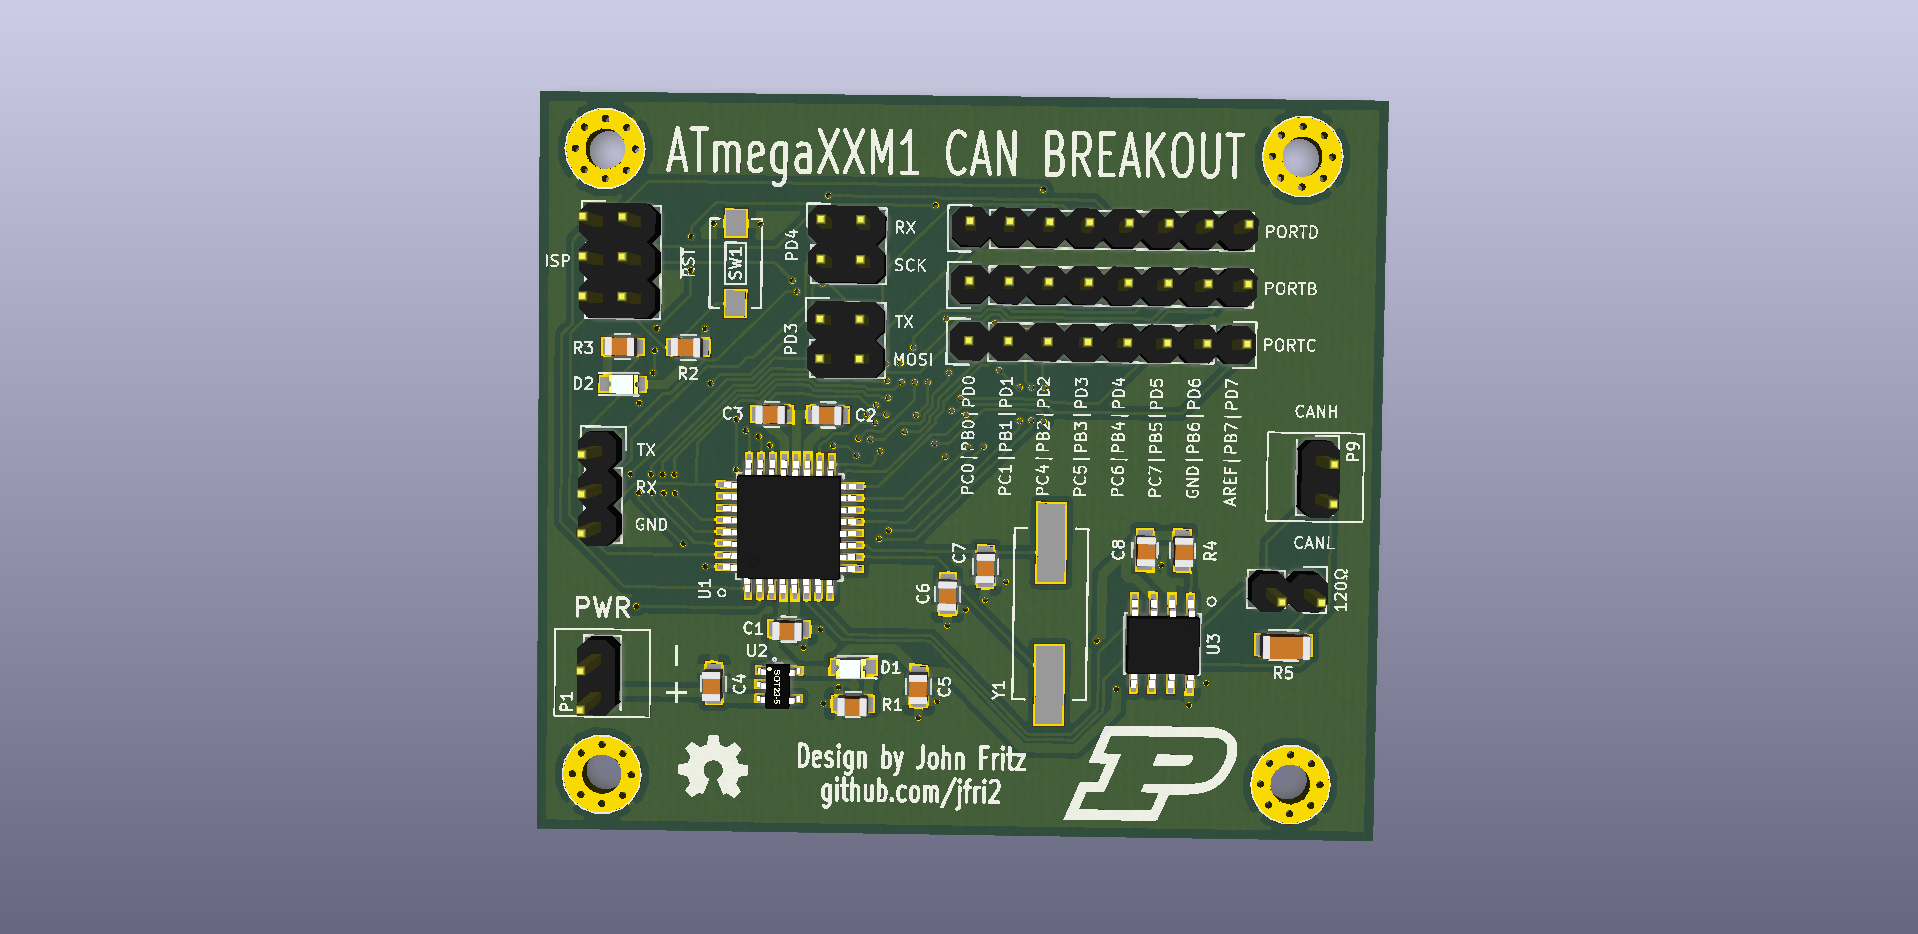 ATmegaXXM1 CAN BREAKOUT
ISP
RST
SW1
PD4
RX
SCK
PORTD
PORTB
PORTC
PD3
TX
MOSI
R3
R2
D2
C3
C2
PC0|PB0|PD0
PC1|PB1|PD1
PC4|PB2|PD2
PC5|PB3|PD3
PC6|PB4|PD4
PC7|PB5|PD5
GND|PB6|PD6
AREF|PB7|PD7
CANH
P9
CANL
TX
RX
GND
U1
C7
C6
C8
R4
120Ω
PWR
P1
- +
C1
U2
SOT23-5
C4
D1
R1
C5
Y1
U3
R5
Design by John Fritz
github.com/jfri2
P